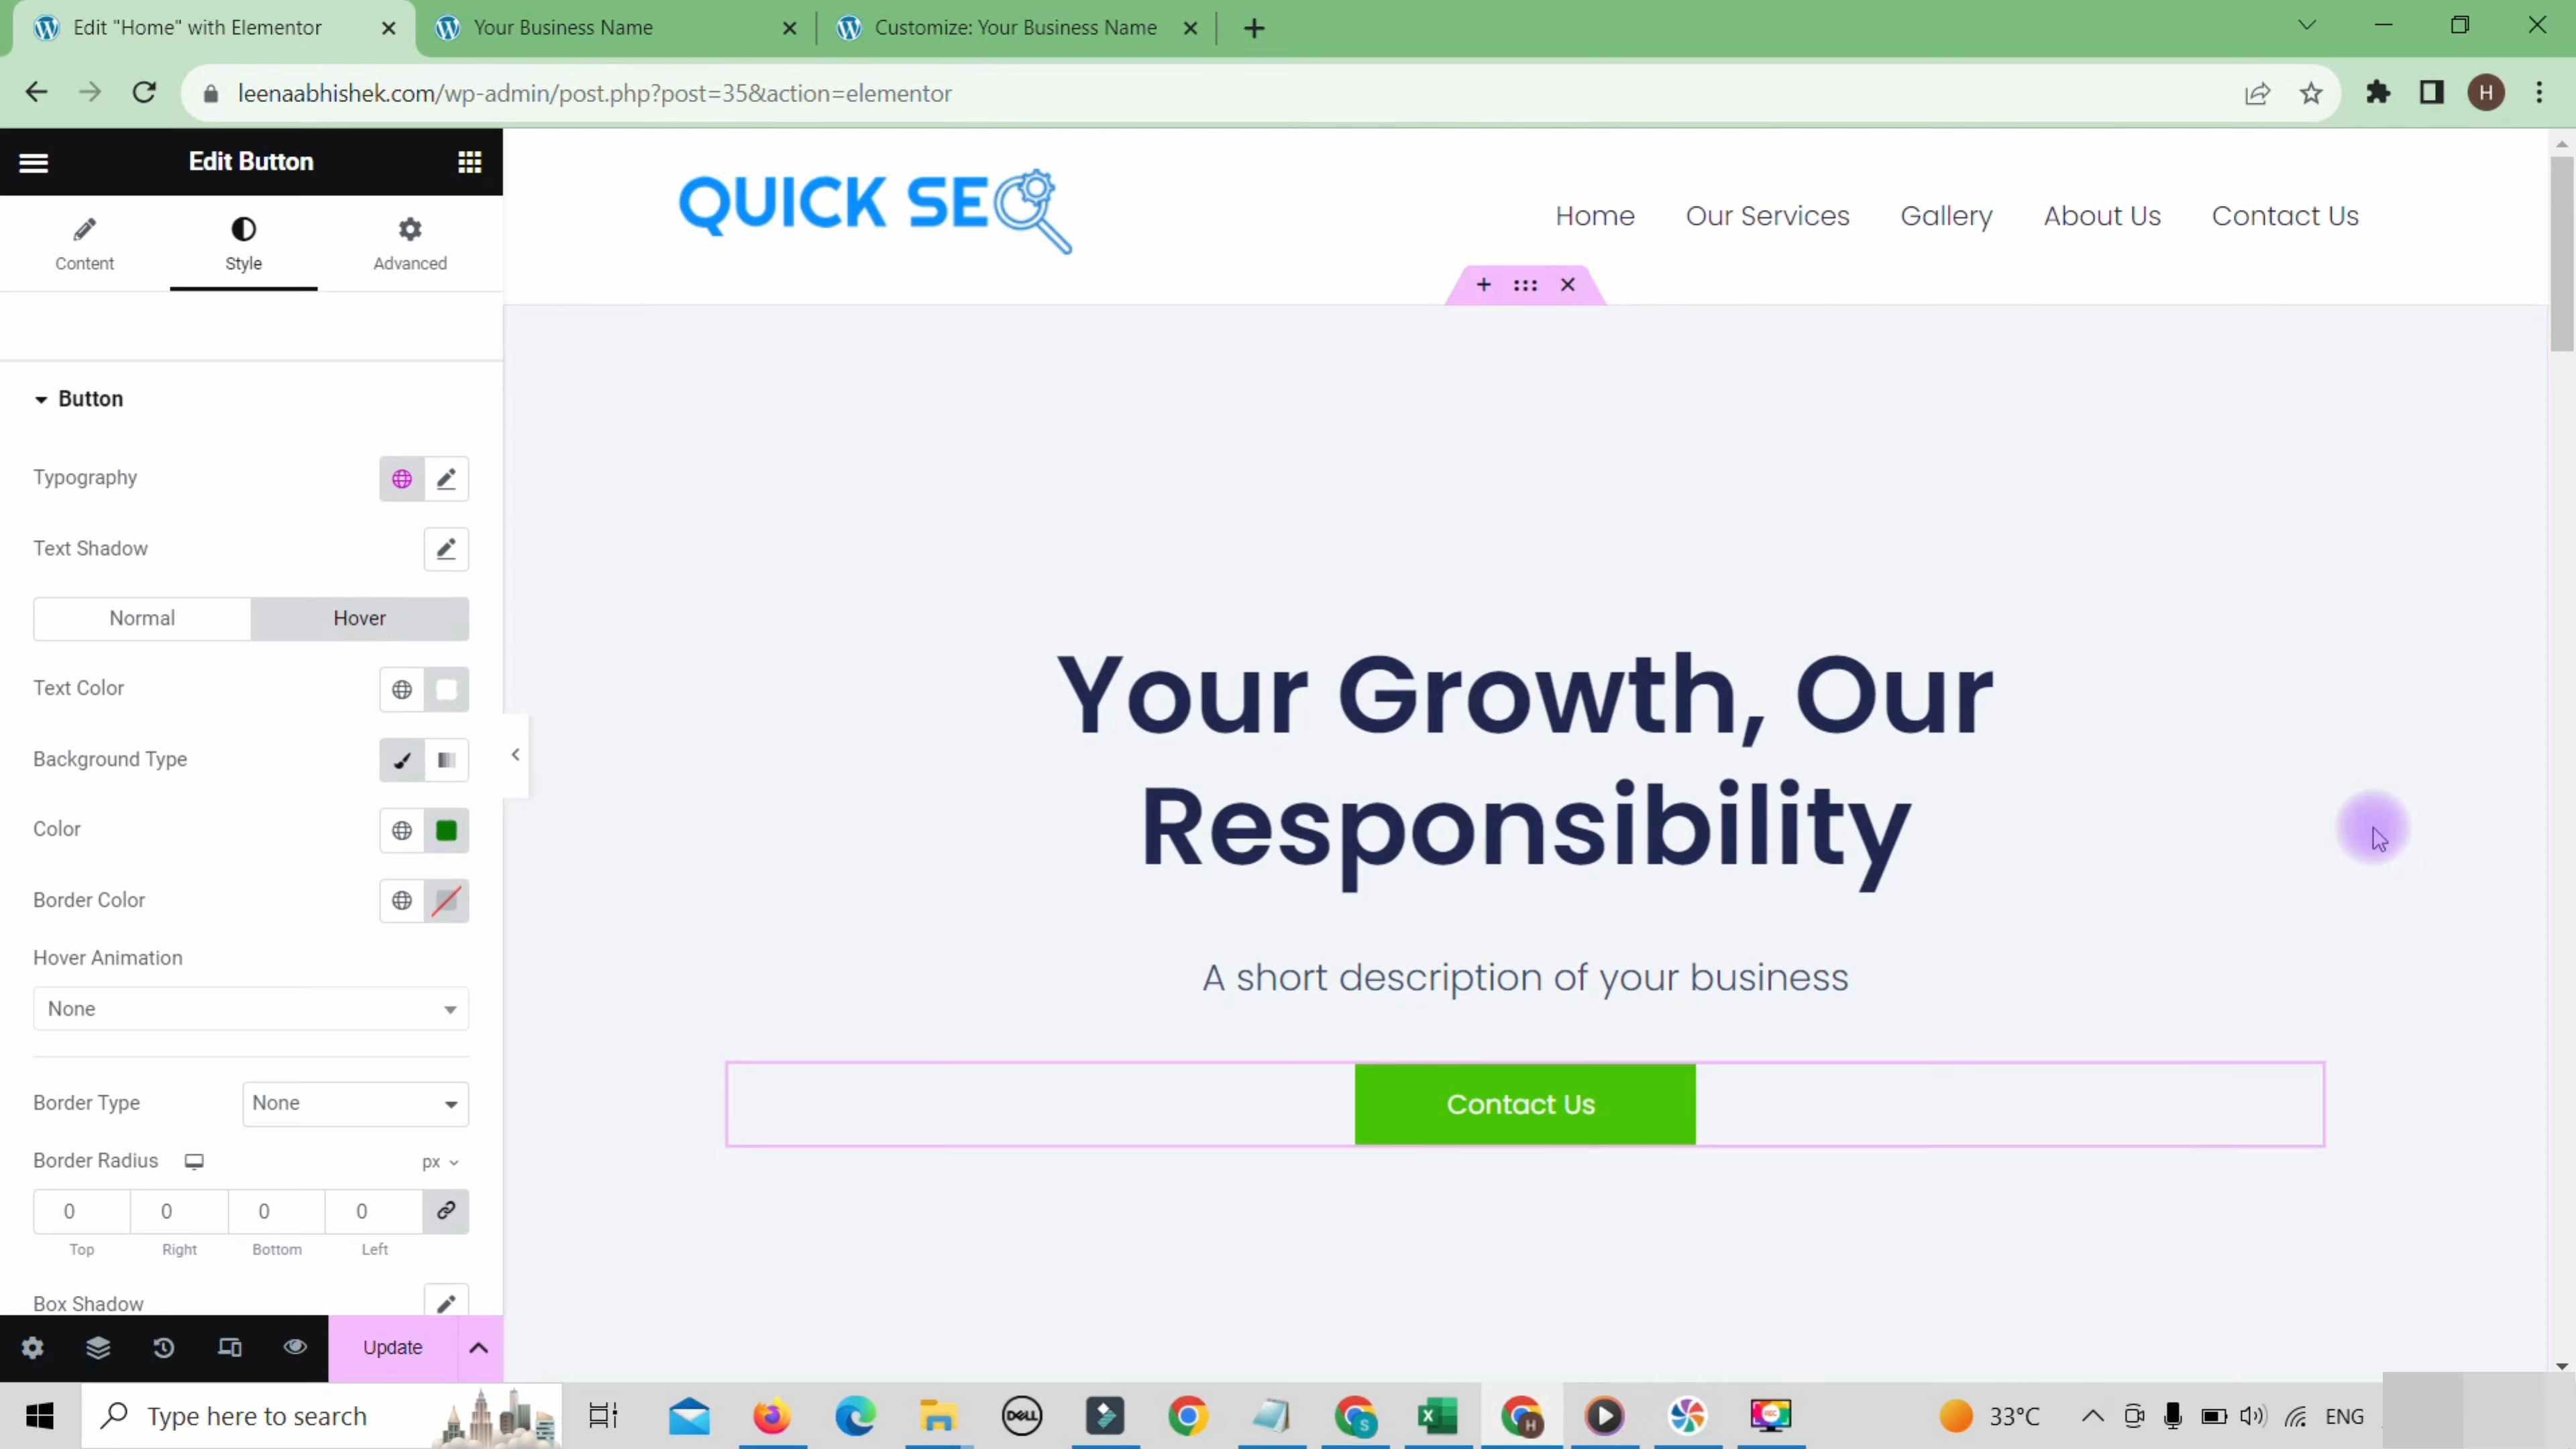 Edit "Home" with Elementor
Your Business Name
Customize: Your Business Name
leenaabhishek.com/wp-admin/post.php?post=35&action=elementor
H
Edit Button
QUICK SEO
Home
Our Services
Gallery
About Us
Contact Us
Content
Style
Advanced
Button
Typography
Text Shadow
Normal
Hover
Text Color
Background Type
Color
Border Color
Hover Animation
None
Border Type
None
Border Radius
px
0
0
0
0
Top
Right
Bottom
Left
Box Shadow
Your Growth, Our
Responsibility
A short description of your business
Contact Us
Update
Type here to search
DELL
S
X
H
REC
33°C
ENG